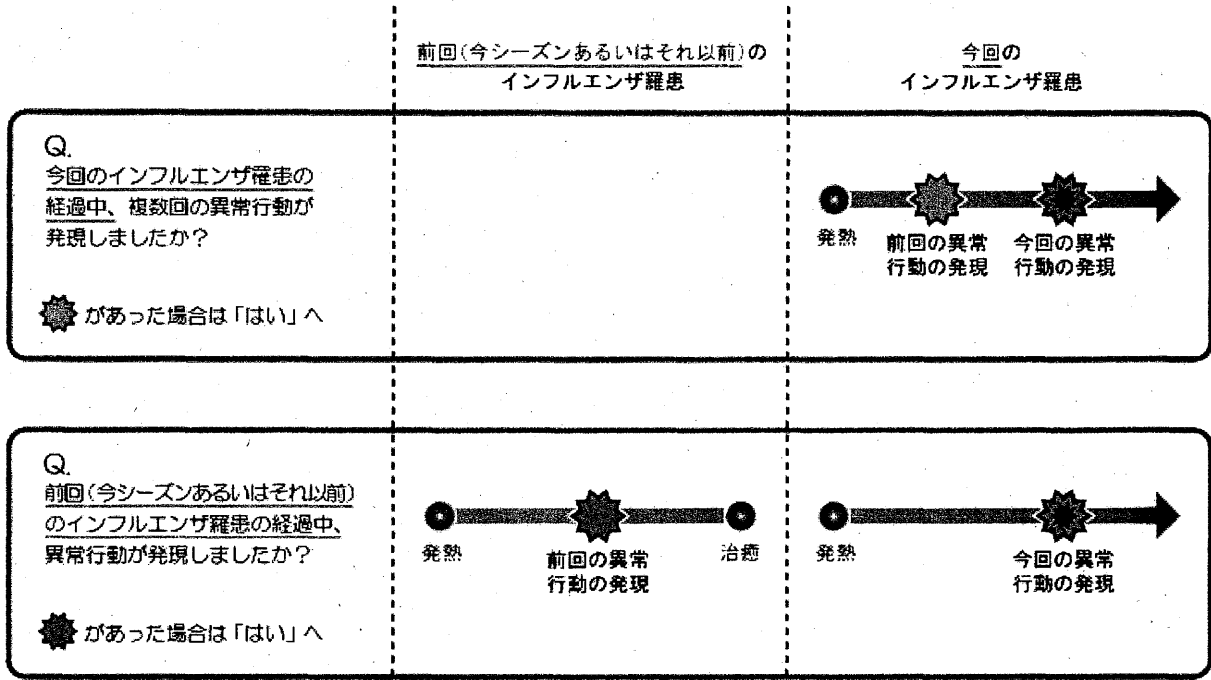 前回(今シーズンあるいはそれ以前)の
インフルエンザ罹患
今回の
インフルエンザ罹患
Q.
今回のインフルエンザ罹患の
経過中、複数回の異常行動が
発現しましたか?
があった場合は「はい」へ
発熱
前回の異常
行動の発現
今回の異常
行動の発現
Q.
前回(今シーズンあるいはそれ以前)
のインフルエンザ罹患の経過中、
異常行動が発現しましたか?
があった場合は「はい」へ
発熱
前回の異常
行動の発現
治癒
発熱
今回の異常
行動の発現